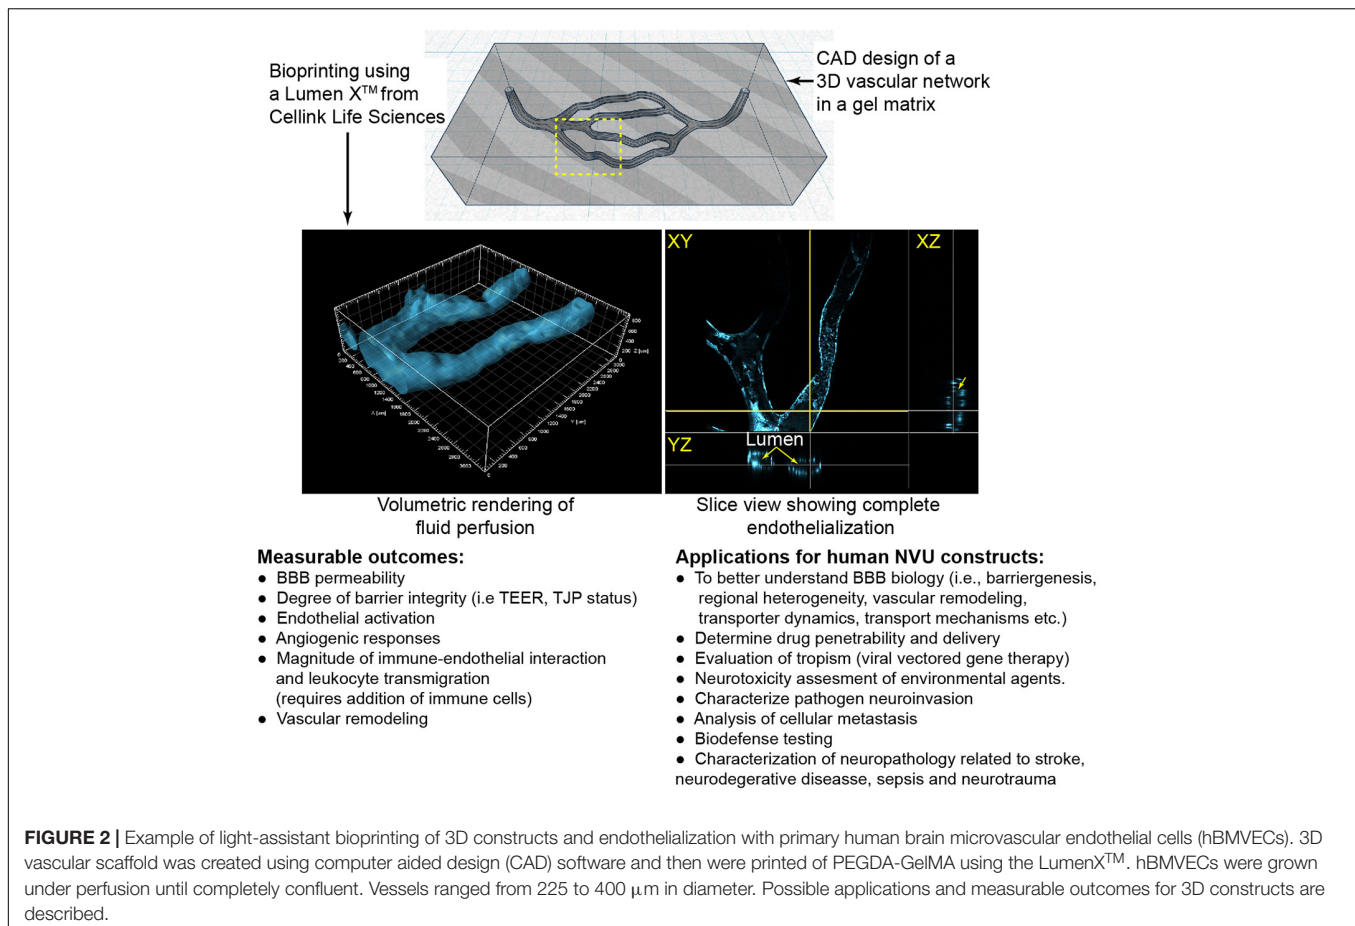 Bioprinting using
a Lumen X™ from
Cellink Life Sciences
CAD design of a
3D vascular network
in a gel matrix
XY
XZ
YZ
Lumen
Volumetric rendering of
fluid perfusion
Slice view showing complete
endothelialization
Measurable outcomes:
● BBB permeability
● Degree of barrier integrity (i.e TEER, TJP status)
● Endothelial activation
● Angiogenic responses
● Magnitude of immune-endothelial interaction
and leukocyte transmigration
(requires addition of immune cells)
● Vascular remodeling
Applications for human NVU constructs:
● To better understand BBB biology (i.e., barriergenesis,
regional heterogeneity, vascular remodeling,
transporter dynamics, transport mechanisms etc.)
● Determine drug penetrability and delivery
● Evaluation of tropism (viral vectored gene therapy)
● Neurotoxicity assesment of environmental agents.
● Characterize pathogen neuroinvasion
● Analysis of cellular metastasis
● Biodefense testing
● Characterization of neuropathology related to stroke,
neurodegerative diseasse, sepsis and neurotrauma
FIGURE 2 | Example of light-assistant bioprinting of 3D constructs and endothelialization with primary human brain microvascular endothelial cells (hBMVECs). 3D
vascular scaffold was created using computer aided design (CAD) software and then were printed of PEGDA-GelMA using the LumenX™. hBMVECs were grown
under perfusion until completely confluent. Vessels ranged from 225 to 400 μm in diameter. Possible applications and measurable outcomes for 3D constructs are
described.